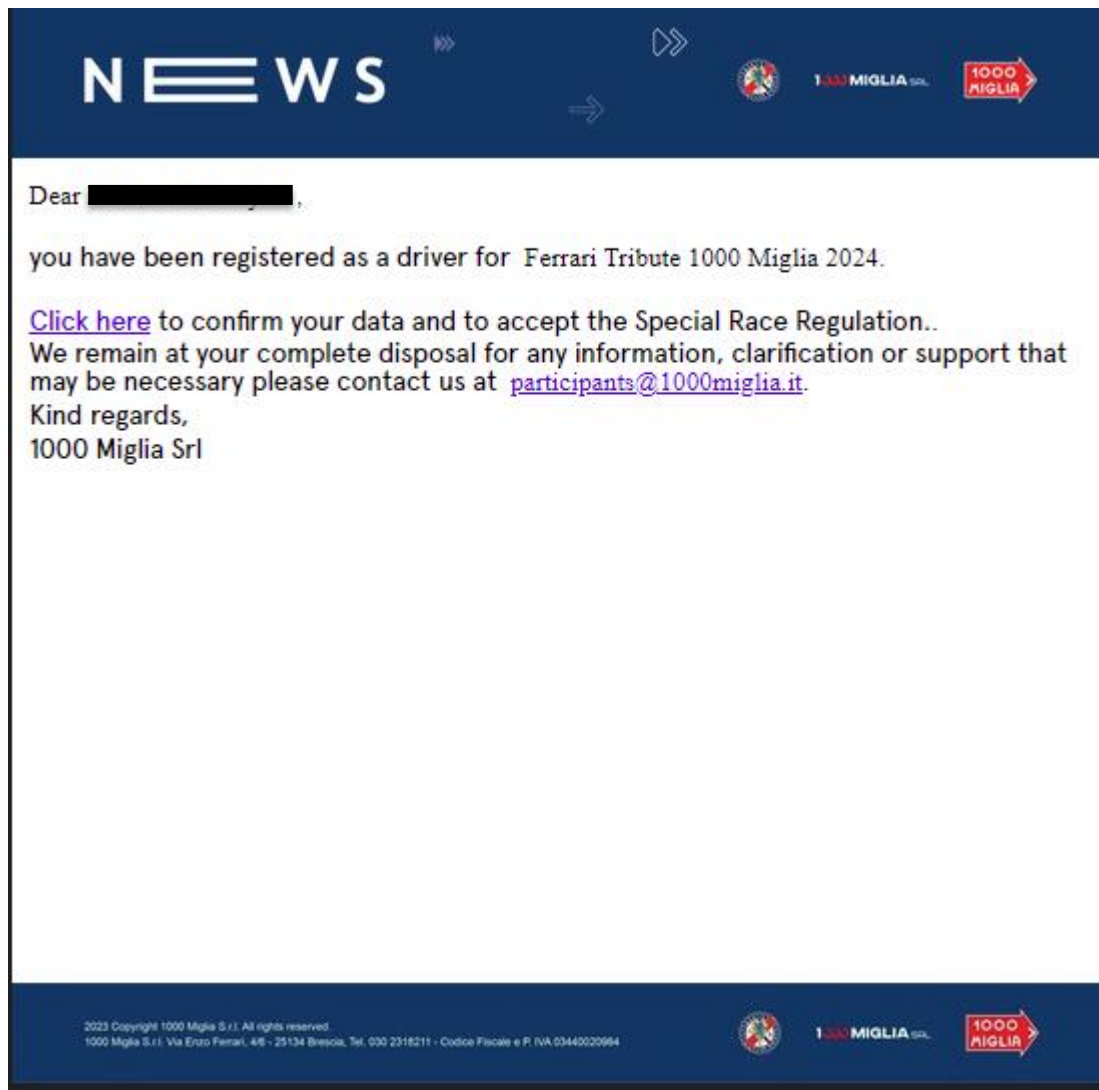 NEWS
1000 MIGLIA SRL
1000
MIGLIA
Dear ,
you have been registered as a driver for Ferrari Tribute 1000 Miglia 2024.
Click here to confirm your data and to accept the Special Race Regulation..
We remain at your complete disposal for any information, clarification or support that
may be necessary please contact us at participants@1000miglia.it.
Kind regards,
1000 Miglia Srl
2023 Copyright 1000 Miglia S.r.l. All rights reserved.
1000 Miglia S.r.l. Via Enzo Ferrari, 4/6 - 25134 Brescia, Tel. 030 2318211 - Codice Fiscale e P. IVA 03440020984
1000 MIGLIA SRL
1000
MIGLIA